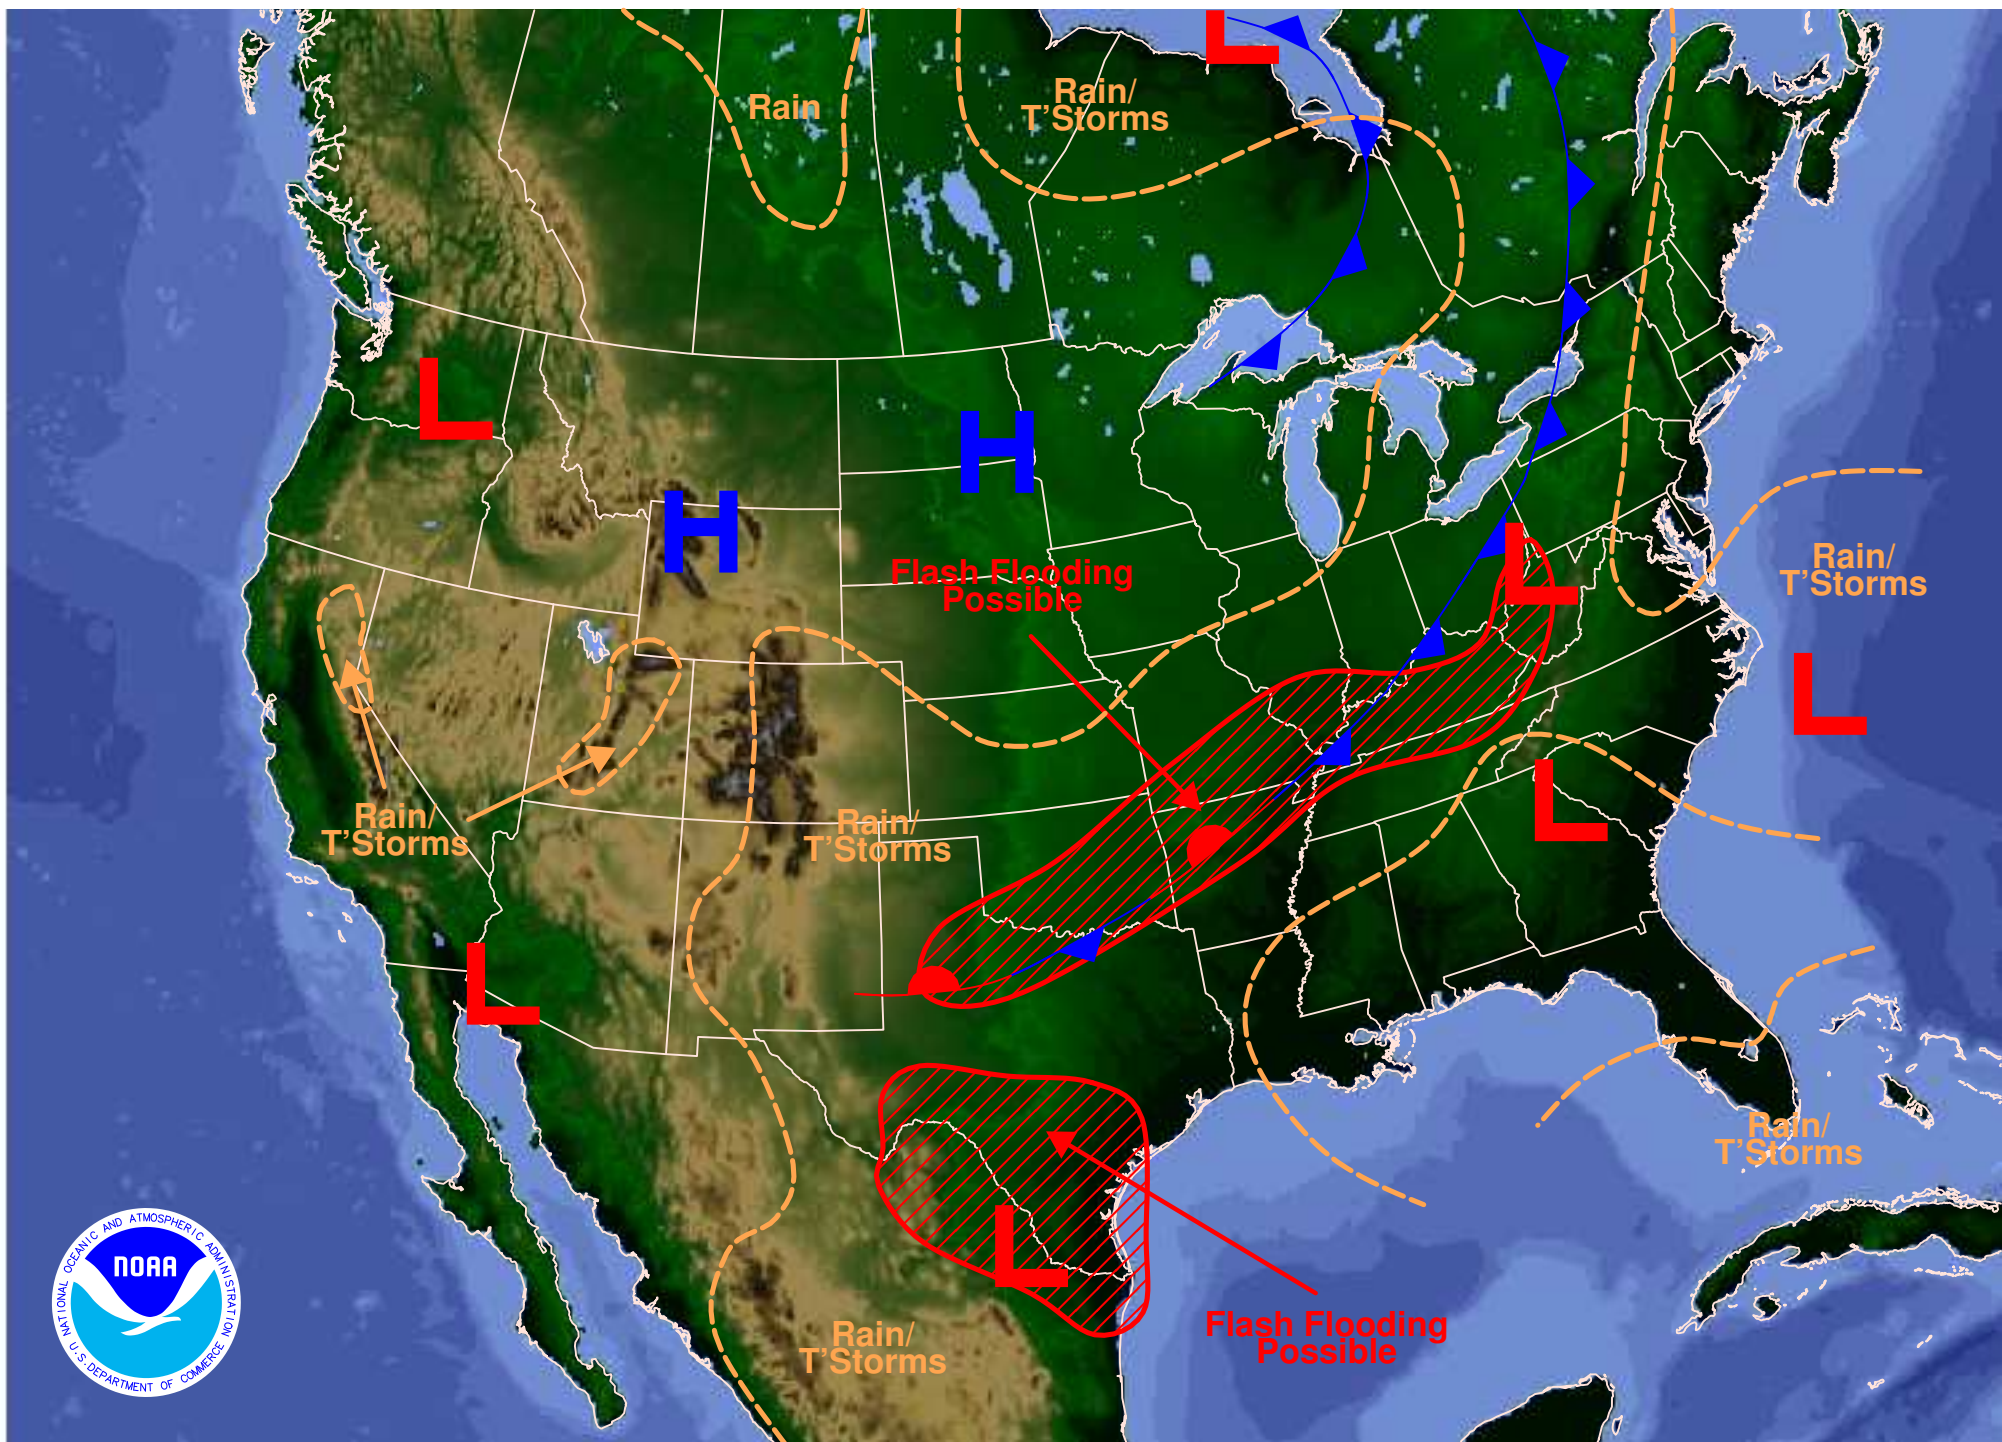 L
Rain
Rain/
T'Storms
L
H
H
Flash Flooding
Possible
L
Rain/
T'Storms
L
L
Rain/
T'Storms
Rain/
T'Storms
L
L
Rain/
T'Storms
NATIONAL OCEANIC AND ATMOSPHERIC ADMINISTRATION
NOAA
U.S. DEPARTMENT OF COMMERCE
Rain/
T'Storms
Flash Flooding
Possible